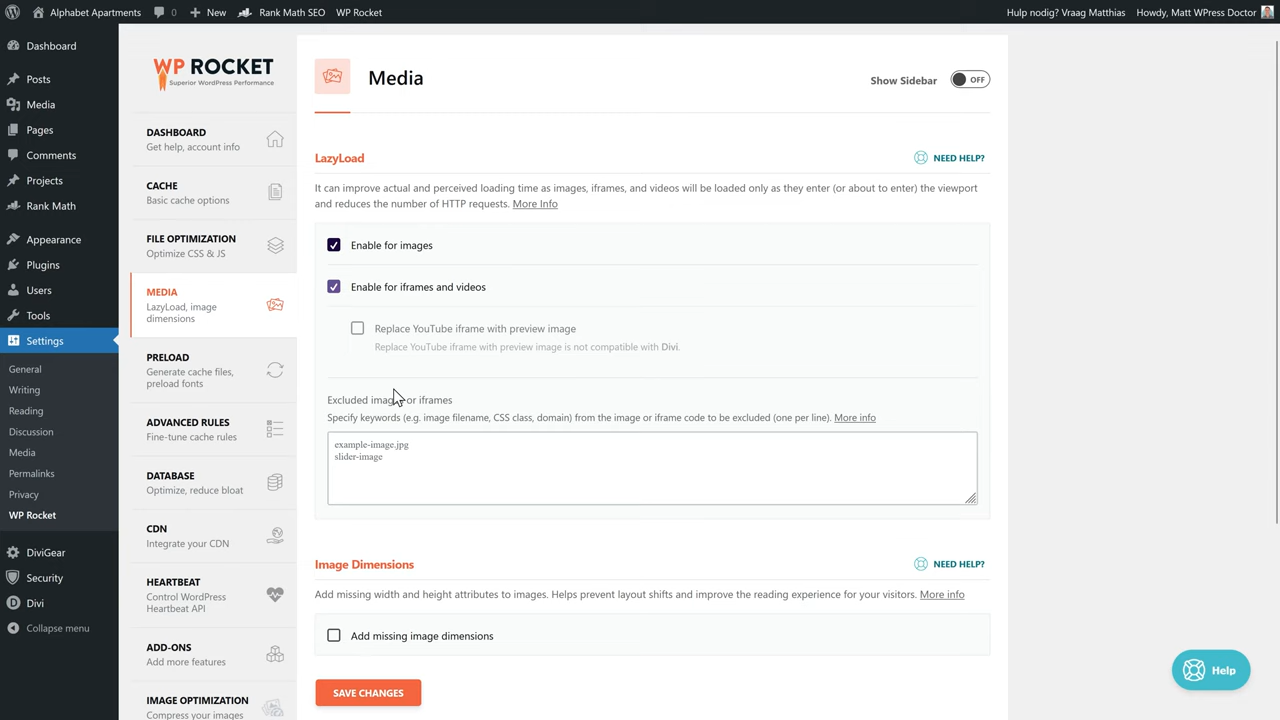 Alphabet Apartments
0
New
Rank Math SEO
WP Rocket
Help nodig? Vraag Matthias
Howdy, Matt WPress Doctor
Dashboard
Posts
Media
Pages
Comments
Projects
Rank Math
Appearance
Plugins
Users
Tools
Settings
General
Writing
Reading
Discussion
Media
Permalinks
Privacy
WP Rocket
DiviGear
Security
Divi
Collapse menu
WP ROCKET
Superior WordPress Performance
DASHBOARD
Get help, account info
CACHE
Basic cache options
FILE OPTIMIZATION
Optimize CSS & JS
MEDIA
LazyLoad, image
dimensions
PRELOAD
Generate cache files,
preload fonts
ADVANCED RULES
Fine-tune cache rules
DATABASE
Optimize, reduce bloat
CDN
Integrate your CDN
HEARTBEAT
Control WordPress
Heartbeat API
ADD-ONS
Add more features
IMAGE OPTIMIZATION
Compress your images
Media
Show Sidebar
OFF
LazyLoad
NEED HELP?
It can improve actual and perceived loading time as images, iframes, and videos will be loaded only as they enter (or about to enter) the viewport
and reduces the number of HTTP requests. More Info
Enable for images
Enable for iframes and videos
Replace YouTube iframe with preview image
Replace YouTube iframe with preview image is not compatible with Divi.
Excluded images or iframes
Specify keywords (e.g. image filename, CSS class, domain) from the image or iframe code to be excluded (one per line). More info
example-image.jpg
slider-image
Image Dimensions
NEED HELP?
Add missing width and height attributes to images. Helps prevent layout shifts and improve the reading experience for your visitors. More info
Add missing image dimensions
SAVE CHANGES
Help